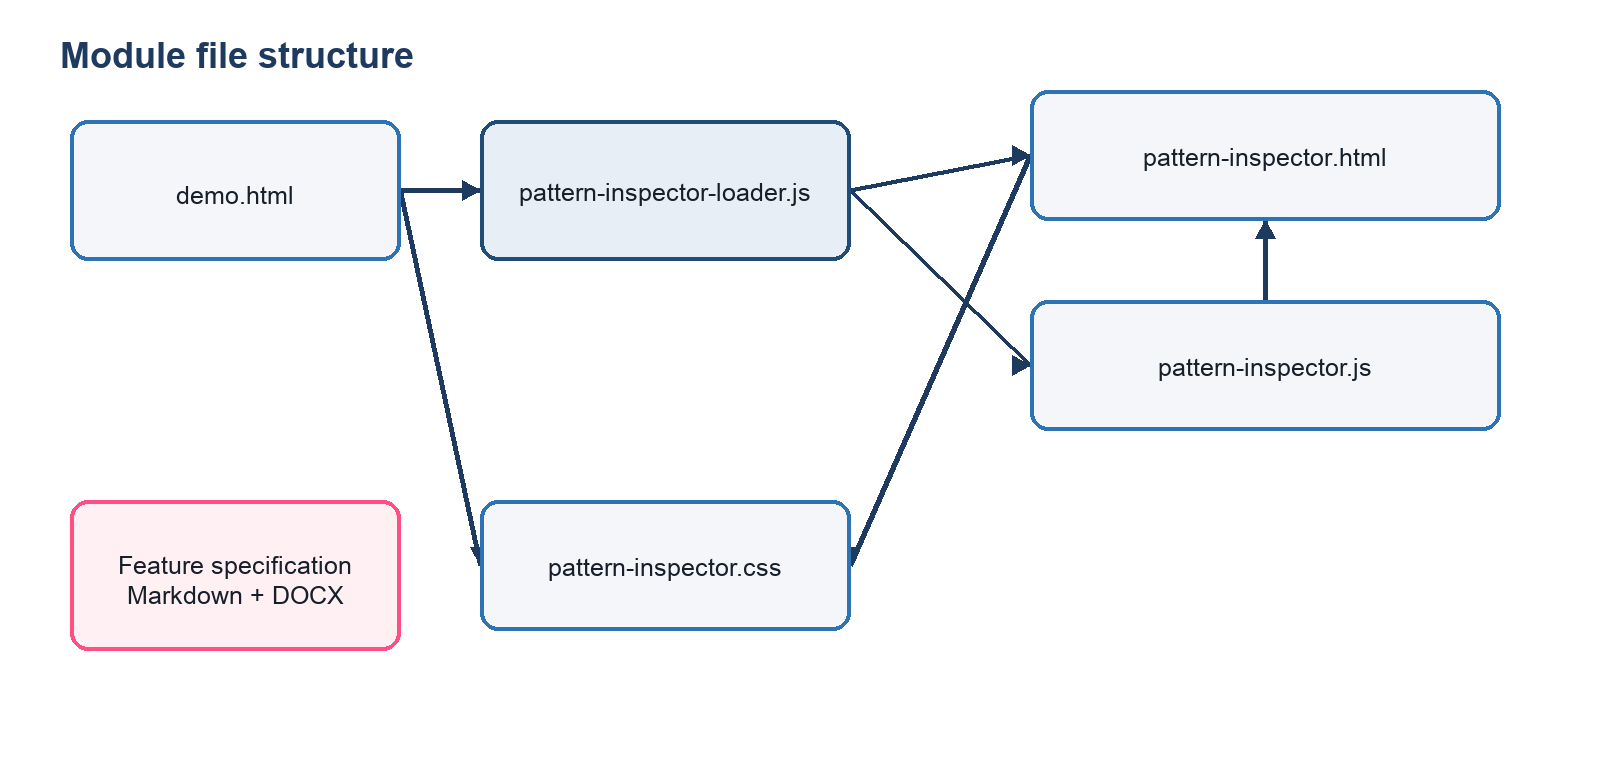 Module file structure
demo.html
pattern-inspector-loader.js
pattern-inspector.html
pattern-inspector.js
Feature specification
Markdown + DOCX
pattern-inspector.css